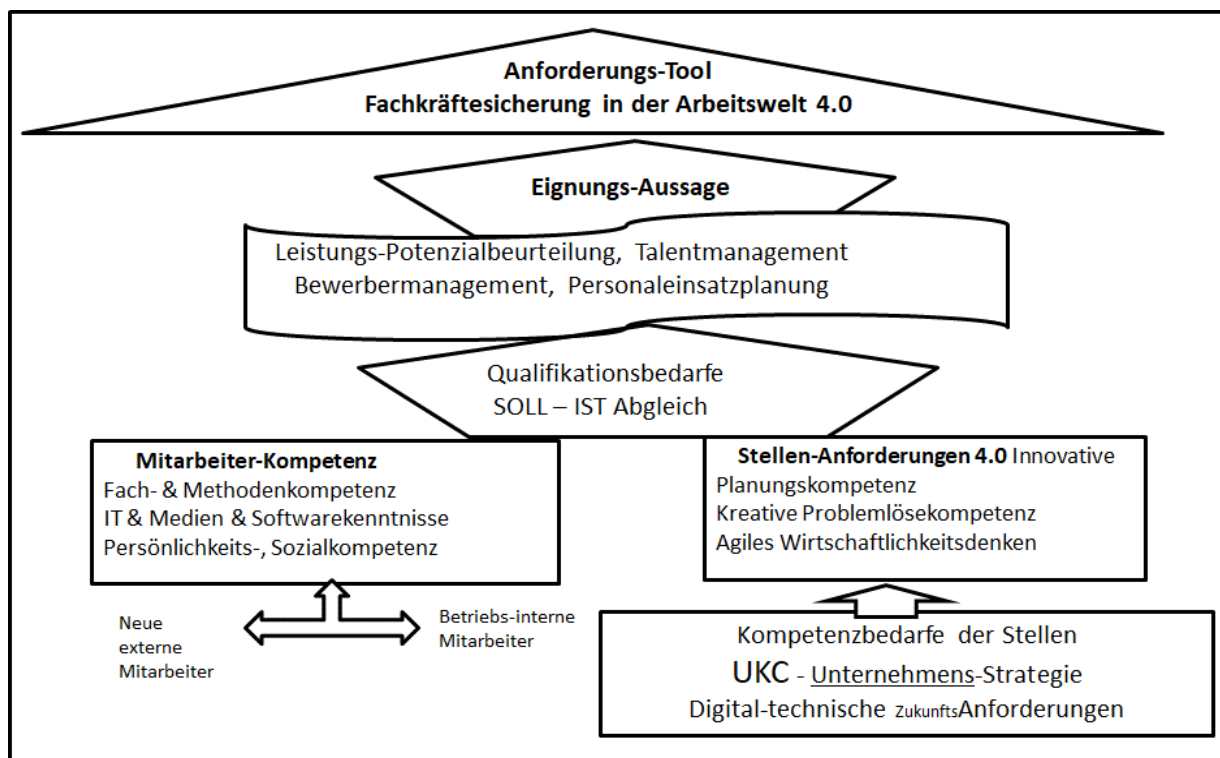 Anforderungs-Tool
Fachkräftesicherung in der Arbeitswelt 4.0
Eignungs-Aussage
Leistungs-Potenzialbeurteilung, Talentmanagement
Bewerbermanagement, Personaleinsatzplanung
Qualifikationsbedarfe
SOLL – IST Abgleich
Mitarbeiter-Kompetenz
Fach- & Methodenkompetenz
IT & Medien & Softwarekenntnisse
Persönlichkeits-, Sozialkompetenz
Stellen-Anforderungen 4.0 Innovative
Planungskompetenz
Kreative Problemlösekompetenz
Agiles Wirtschaftlichkeitsdenken
Neue
externe
Mitarbeiter
Betriebs-interne
Mitarbeiter
Kompetenzbedarfe der Stellen
UKC - Unternehmens-Strategie
Digital-technische ZukunftsAnforderungen